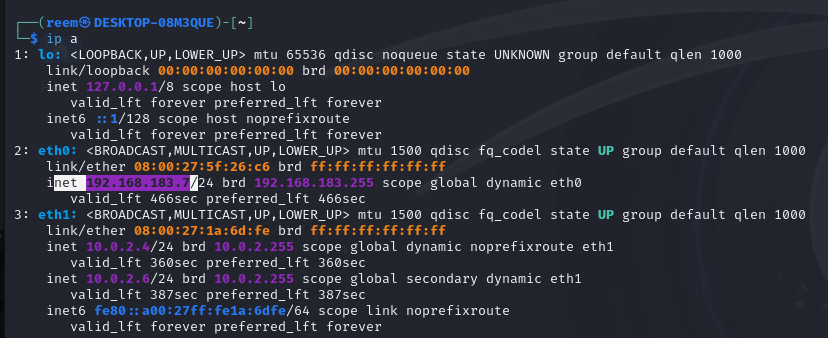 ┌──(reem㉿DESKTOP-08M3QUE)-[~]
└─$ ip a
1: lo: <LOOPBACK,UP,LOWER_UP> mtu 65536 qdisc noqueue state UNKNOWN group default qlen 1000
    link/loopback 00:00:00:00:00:00 brd 00:00:00:00:00:00
    inet 127.0.0.1/8 scope host lo
       valid_lft forever preferred_lft forever
    inet6 ::1/128 scope host noprefixroute
       valid_lft forever preferred_lft forever
2: eth0: <BROADCAST,MULTICAST,UP,LOWER_UP> mtu 1500 qdisc fq_codel state UP group default qlen 1000
    link/ether 08:00:27:5f:26:c6 brd ff:ff:ff:ff:ff:ff
    inet 192.168.183.7/24 brd 192.168.183.255 scope global dynamic eth0
       valid_lft 466sec preferred_lft 466sec
3: eth1: <BROADCAST,MULTICAST,UP,LOWER_UP> mtu 1500 qdisc fq_codel state UP group default qlen 1000
    link/ether 08:00:27:1a:6d:fe brd ff:ff:ff:ff:ff:ff
    inet 10.0.2.4/24 brd 10.0.2.255 scope global dynamic noprefixroute eth1
       valid_lft 360sec preferred_lft 360sec
    inet 10.0.2.6/24 brd 10.0.2.255 scope global secondary dynamic eth1
       valid_lft 387sec preferred_lft 387sec
    inet6 fe80::a00:27ff:fe1a:6dfe/64 scope link noprefixroute
       valid_lft forever preferred_lft forever